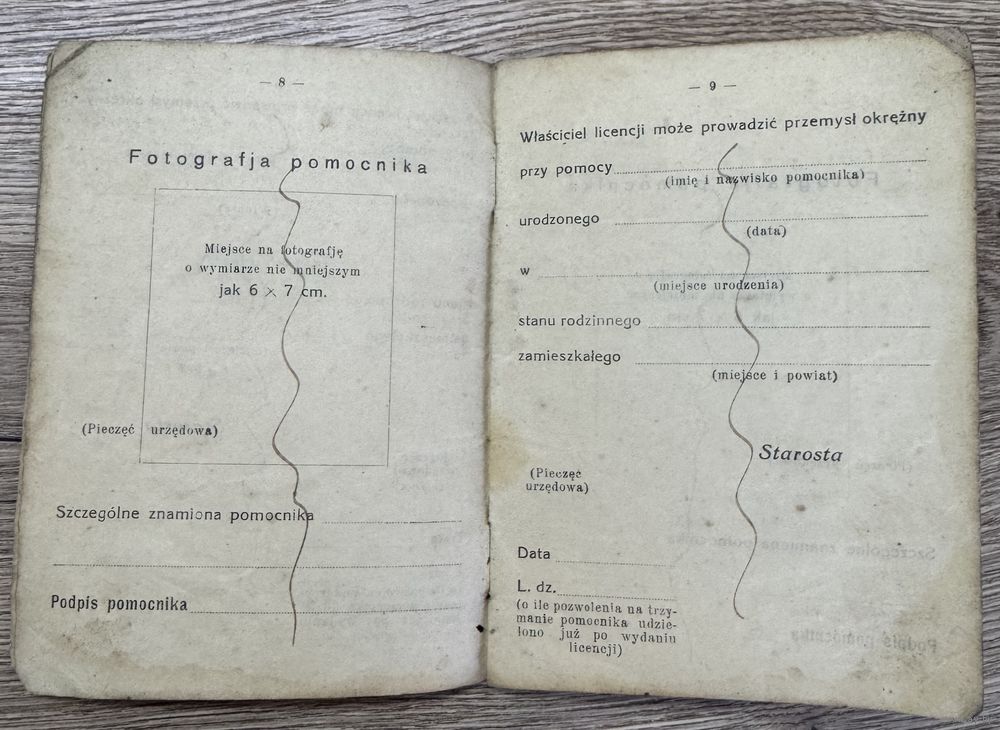 — 8 —
Fotografja pomocnika
Miejsce na fotografję
o wymiarze nie mniejszym
jak 6 × 7 cm.
(Pieczęć urzędowa)
Szczególne znamiona pomocnika
Podpis pomocnika
— 9 —
Właściciel licencji może prowadzić przemysł okrężny
przy pomocy
(imię i nazwisko pomocnika)
urodzonego
(data)
w
(miejsce urodzenia)
stanu rodzinnego
zamieszkałego
(miejsce i powiat)
Starosta
(Pieczęć
urzędowa)
Data
L. dz.
(o ile pozwolenia na trzy-
manie pomocnika udzie-
lono już po wydaniu
licencji)